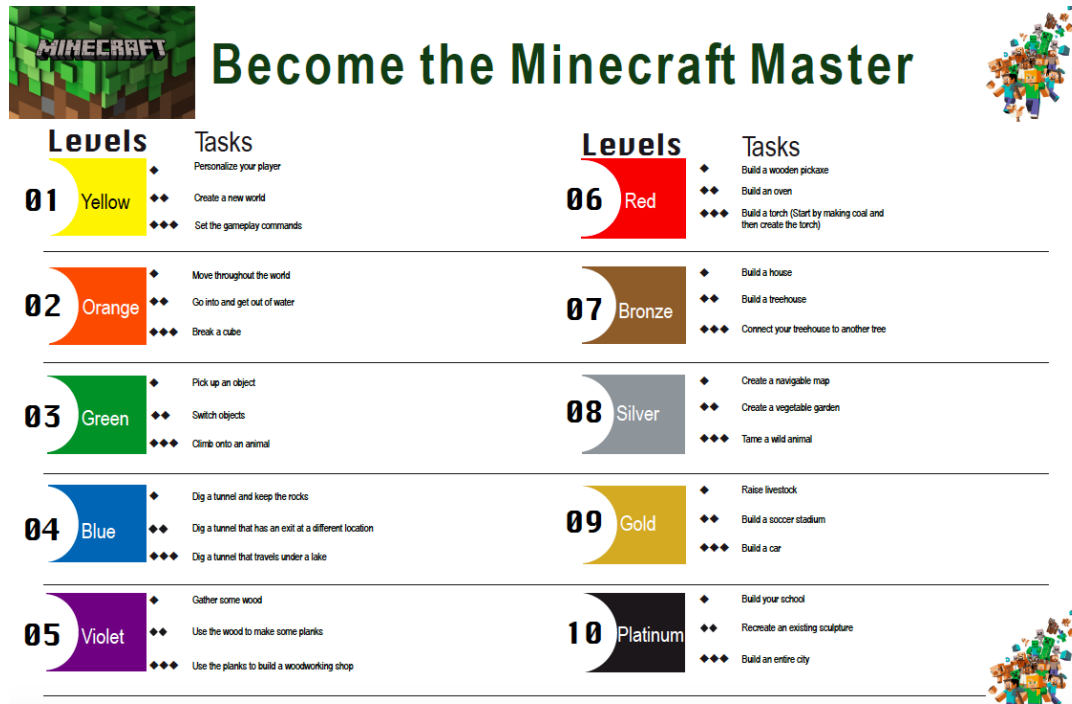 MINECRAFT
Become the Minecraft Master
Levels Tasks
01 Yellow
◆ Personalize your player
◆◆ Create a new world
◆◆◆ Set the gameplay commands
02 Orange
◆ Move throughout the world
◆◆ Go into and get out of water
◆◆◆ Break a cube
03 Green
◆ Pick up an object
◆◆ Switch objects
◆◆◆ Climb onto an animal
04 Blue
◆ Dig a tunnel and keep the rocks
◆◆ Dig a tunnel that has an exit at a different location
◆◆◆ Dig a tunnel that travels under a lake
05 Violet
◆ Gather some wood
◆◆ Use the wood to make some planks
◆◆◆ Use the planks to build a woodworking shop
Levels Tasks
06 Red
◆ Build a wooden pickaxe
◆◆ Build an oven
◆◆◆ Build a torch (Start by making coal and
then create the torch)
07 Bronze
◆ Build a house
◆◆ Build a treehouse
◆◆◆ Connect your treehouse to another tree
08 Silver
◆ Create a navigable map
◆◆ Create a vegetable garden
◆◆◆ Tame a wild animal
09 Gold
◆ Raise livestock
◆◆ Build a soccer stadium
◆◆◆ Build a car
10 Platinum
◆ Build your school
◆◆ Recreate an existing sculpture
◆◆◆ Build an entire city